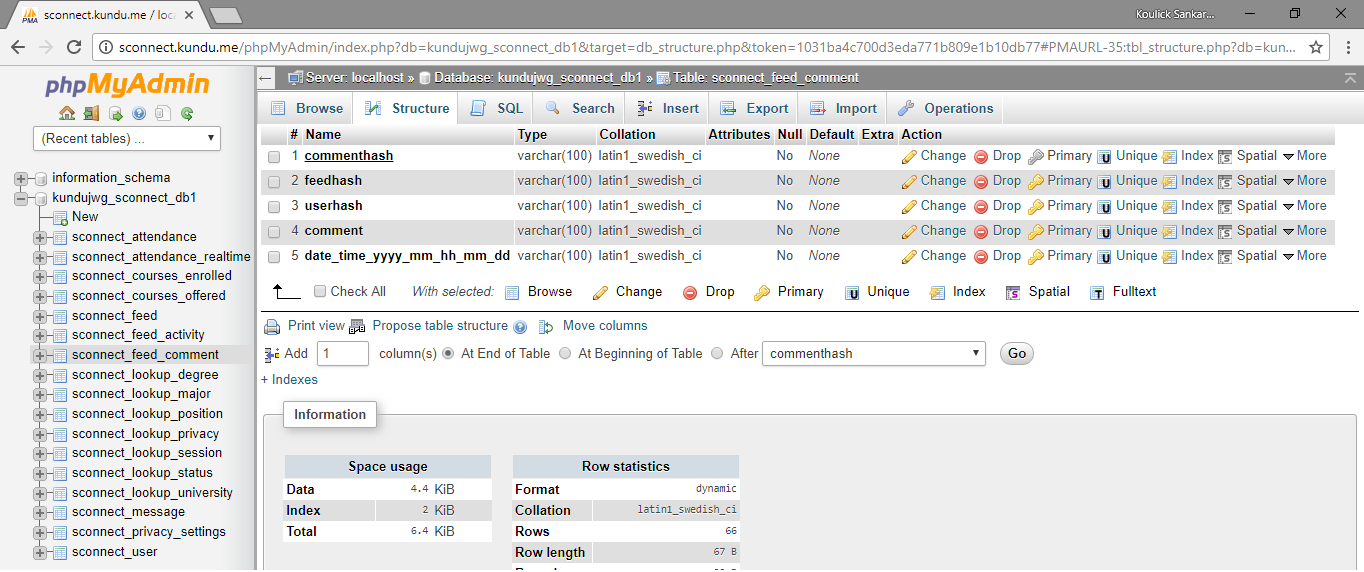 sconnect.kundu.me / loc
Koulick Sankar...
sconnect.kundu.me/phpMyAdmin/index.php?db=kundujwg_sconnect_db1&target=db_structure.php&token=1031ba4c700d3eda771b809e1b10db77#PMAURL-35:tbl_structure.php?db=kun...
phpMyAdmin
(Recent tables) ...
information_schema
kundujwg_sconnect_db1
New
sconnect_attendance
sconnect_attendance_realtime
sconnect_courses_enrolled
sconnect_courses_offered
sconnect_feed
sconnect_feed_activity
sconnect_feed_comment
sconnect_lookup_degree
sconnect_lookup_major
sconnect_lookup_position
sconnect_lookup_privacy
sconnect_lookup_session
sconnect_lookup_status
sconnect_lookup_university
sconnect_message
sconnect_privacy_settings
sconnect_user
Server: localhost » Database: kundujwg_sconnect_db1 » Table: sconnect_feed_comment
Browse Structure SQL Search Insert Export Import Operations
# Name Type Collation Attributes Null Default Extra Action
1 commenthash varchar(100) latin1_swedish_ci No None Change Drop Primary Unique Index Spatial More
2 feedhash varchar(100) latin1_swedish_ci No None Change Drop Primary Unique Index Spatial More
3 userhash varchar(100) latin1_swedish_ci No None Change Drop Primary Unique Index Spatial More
4 comment varchar(100) latin1_swedish_ci No None Change Drop Primary Unique Index Spatial More
5 date_time_yyyy_mm_hh_mm_dd varchar(100) latin1_swedish_ci No None Change Drop Primary Unique Index Spatial More
Check All With selected: Browse Change Drop Primary Unique Index Spatial Fulltext
Print view Propose table structure Move columns
Add 1 column(s) At End of Table At Beginning of Table After commenthash Go
+ Indexes
Information
Space usage
Data 4.4 KiB
Index 2 KiB
Total 6.4 KiB
Row statistics
Format dynamic
Collation latin1_swedish_ci
Rows 66
Row length 67 B